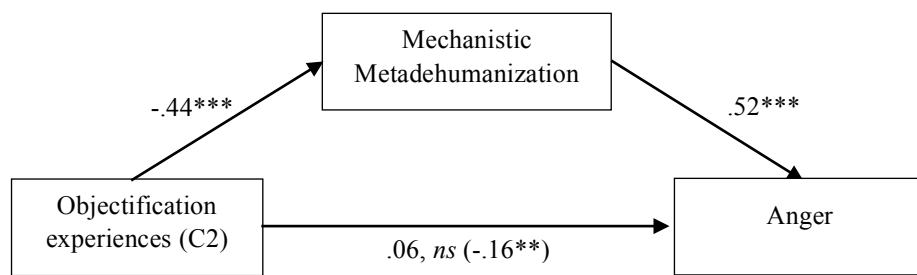 Mechanistic
Metadehumanization
-.44***
.52***
Objectification
experiences (C2)
Anger
.06, ns (-.16**)